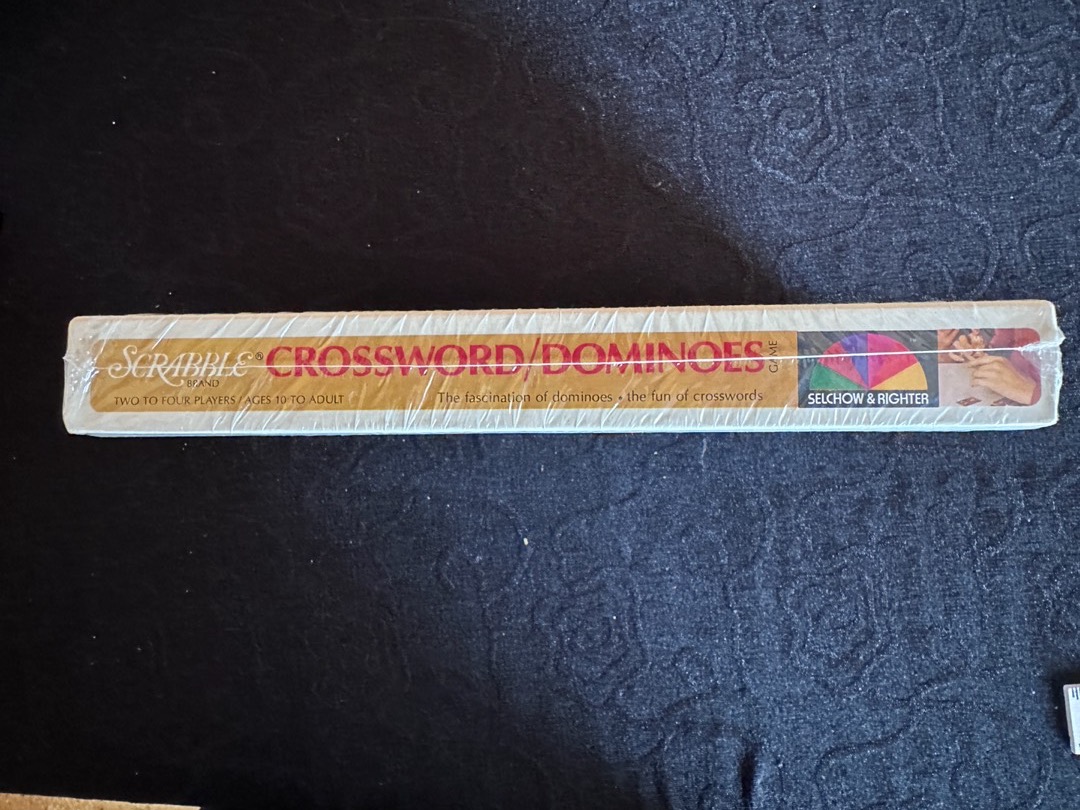 SCRABBLE® CROSSWORD/DOMINOES GAME
BRAND
TWO TO FOUR PLAYERS / AGES 10 TO ADULT
The fascination of dominoes • the fun of crosswords
SELCHOW & RIGHTER